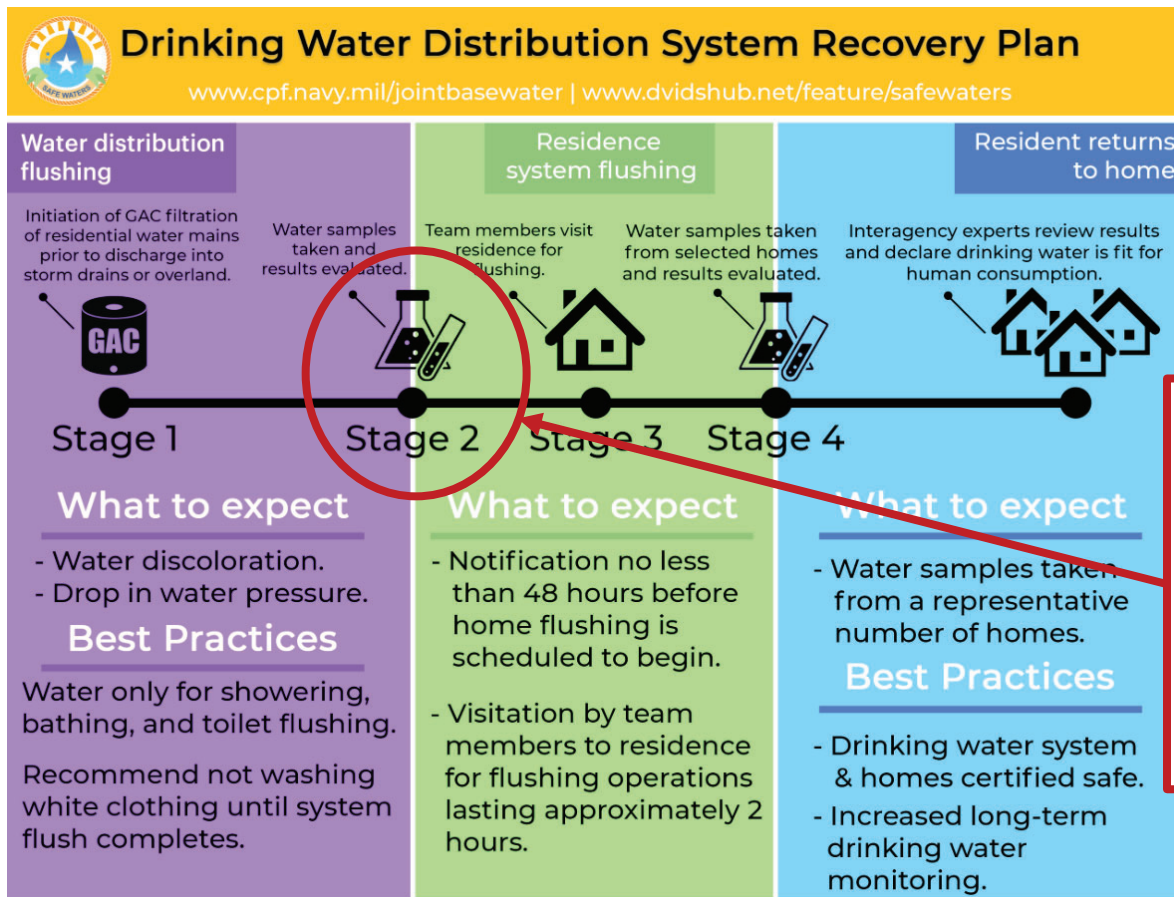 Drinking Water Distribution System Recovery Plan
SAFE WATERS
www.cpf.navy.mil/jointbasewater | www.dvidshub.net/feature/safewaters
Water distribution
flushing
Initiation of GAC filtration
of residential water mains
prior to discharge into
storm drains or overland.
GAC
Water samples
taken and
results evaluated.
Residence
system flushing
Team members visit
residence for
flushing.
Water samples taken
from selected homes
and results evaluated.
Resident returns
to home
Interagency experts review results
and declare drinking water is fit for
human consumption.
Stage 1
Stage 2
Stage 3
Stage 4
What to expect
- Water discoloration.
- Drop in water pressure.
Best Practices
Water only for showering,
bathing, and toilet flushing.
Recommend not washing
white clothing until system
flush completes.
What to expect
- Notification no less
than 48 hours before
home flushing is
scheduled to begin.
- Visitation by team
members to residence
for flushing operations
lasting approximately 2
hours.
What to expect
- Water samples taken
from a representative
number of homes.
Best Practices
- Drinking water system
& homes certified safe.
- Increased long-term
drinking water
monitoring.